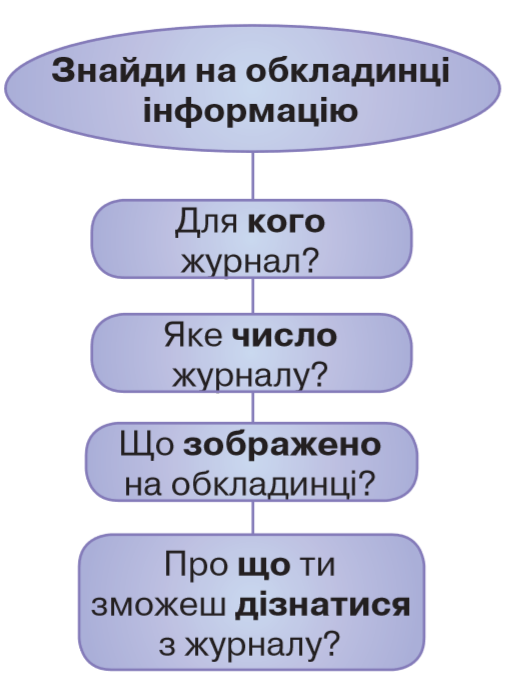 Знайди на обкладинці
інформацію
Для кого
журнал?
Яке число
журналу?
Що зображено
на обкладинці?
Про що ти
зможеш дізнатися
з журналу?